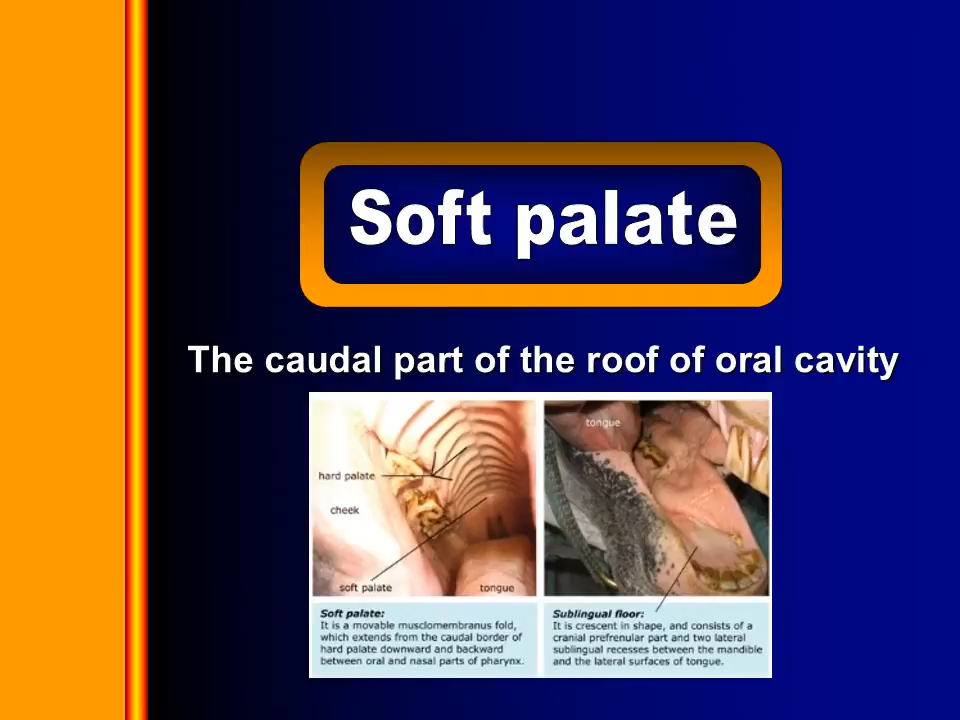 Soft palate
The caudal part of the roof of oral cavity
hard palate
cheek
soft palate
tongue
tongue
Soft palate:
It is a movable musclomembranus fold,
which extends from the caudal border of
hard palate downward and backward
between oral and nasal parts of pharynx.
Sublingual floor:
It is crescent in shape, and consists of a
cranial prefrenular part and two lateral
sublingual recesses between the mandible
and the lateral surfaces of tongue.